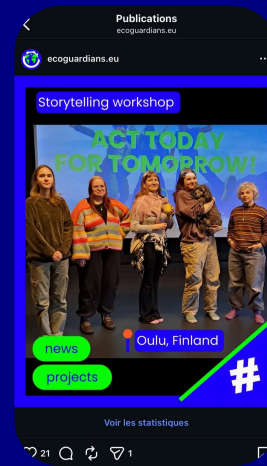 Publications
ecoguardians.eu
ecoguardians.eu
Storytelling workshop
ACT TODAY
FOR TOMORROW!
news
Oulu, Finland
projects
#
Voir les statistiques
21
1